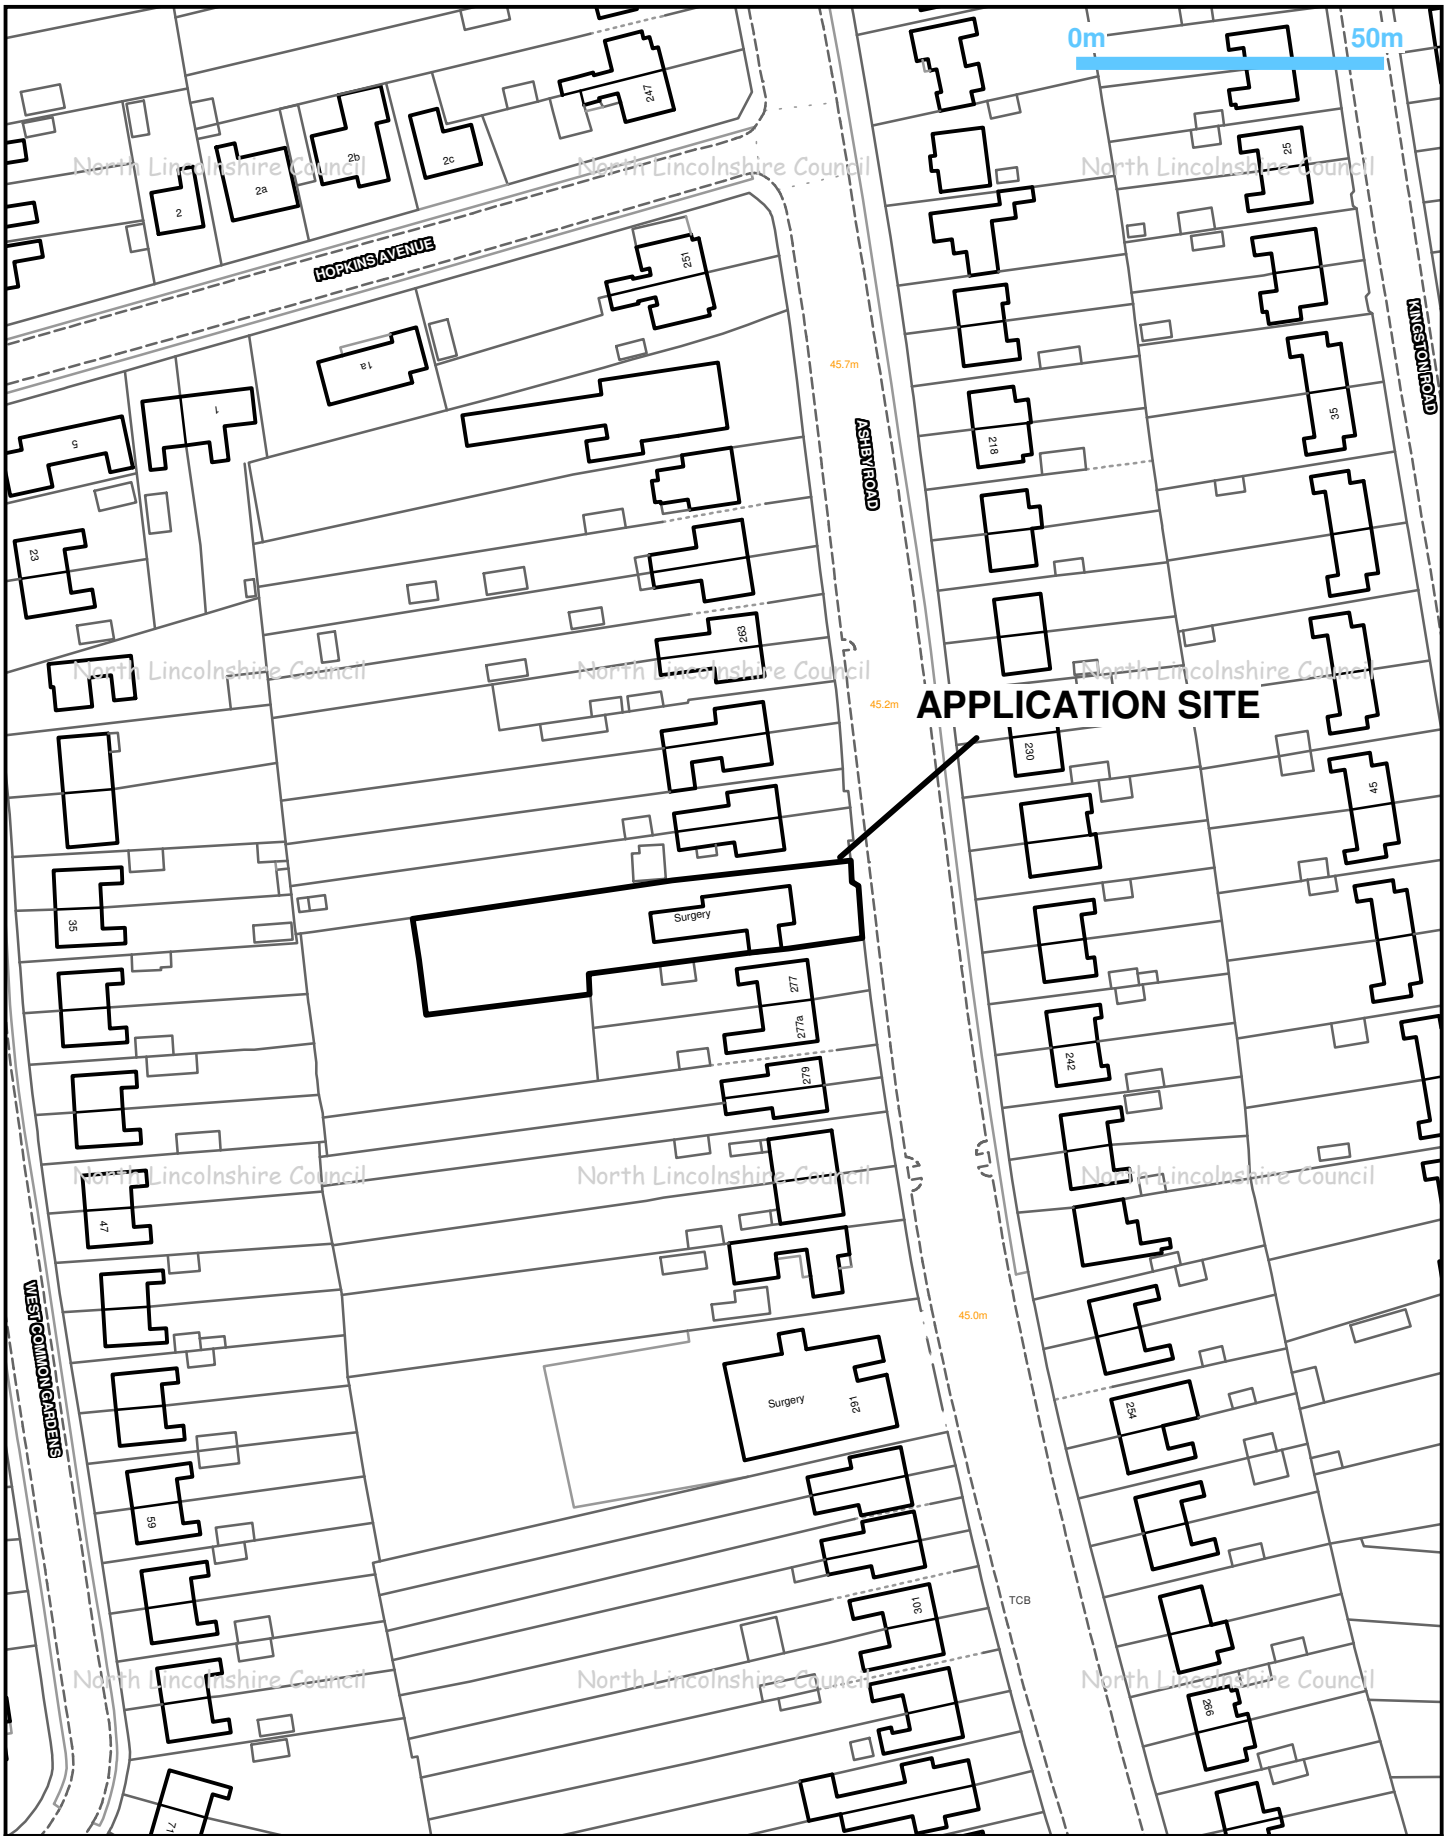 0m 50m
247
2c
2b
2a
2
25
North Lincolnshire Council North Lincolnshire Council North Lincolnshire Council
HOPKINS AVENUE
251
KINGSTON ROAD
1a
45.7m
1
5
35
218
ASHBY ROAD
23
263
North Lincolnshire Council North Lincolnshire Council North Lincolnshire Council
45.2m
APPLICATION SITE
230
45
Surgery
35
277
277a
242
279
North Lincolnshire Council North Lincolnshire Council North Lincolnshire Council
47
45.0m
WEST COMMON GARDENS
Surgery
291
254
59
301
TCB
North Lincolnshire Council North Lincolnshire Council North Lincolnshire Council
266
71